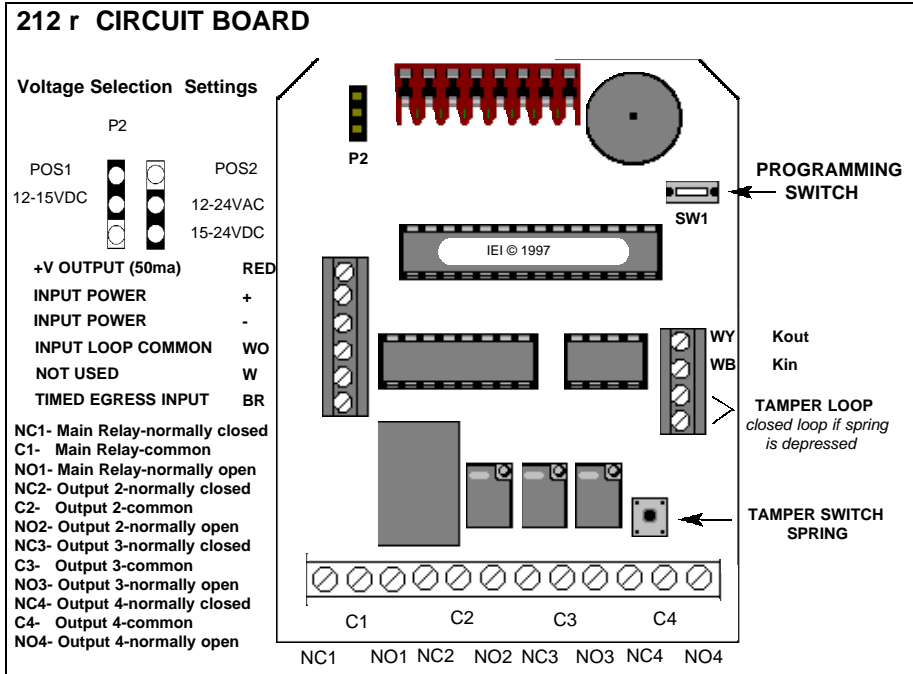 212 r CIRCUIT BOARD
Voltage Selection Settings
P2
POS1
POS2
12-15VDC
12-24VAC
15-24VDC
+V OUTPUT (50ma) RED
INPUT POWER +
INPUT POWER -
INPUT LOOP COMMON WO
NOT USED W
TIMED EGRESS INPUT BR
NC1- Main Relay-normally closed
C1- Main Relay-common
NO1- Main Relay-normally open
NC2- Output 2-normally closed
C2- Output 2-common
NO2- Output 2-normally open
NC3- Output 3-normally closed
C3- Output 3-common
NO3- Output 3-normally open
NC4- Output 4-normally closed
C4- Output 4-common
NO4- Output 4-normally open
P2
PROGRAMMING
SWITCH
SW1
IEI © 1997
WY Kout
WB Kin
TAMPER LOOP
closed loop if spring
is depressed
TAMPER SWITCH
SPRING
C1 C2 C3 C4
NC1 NO1 NC2 NO2 NC3 NO3 NC4 NO4